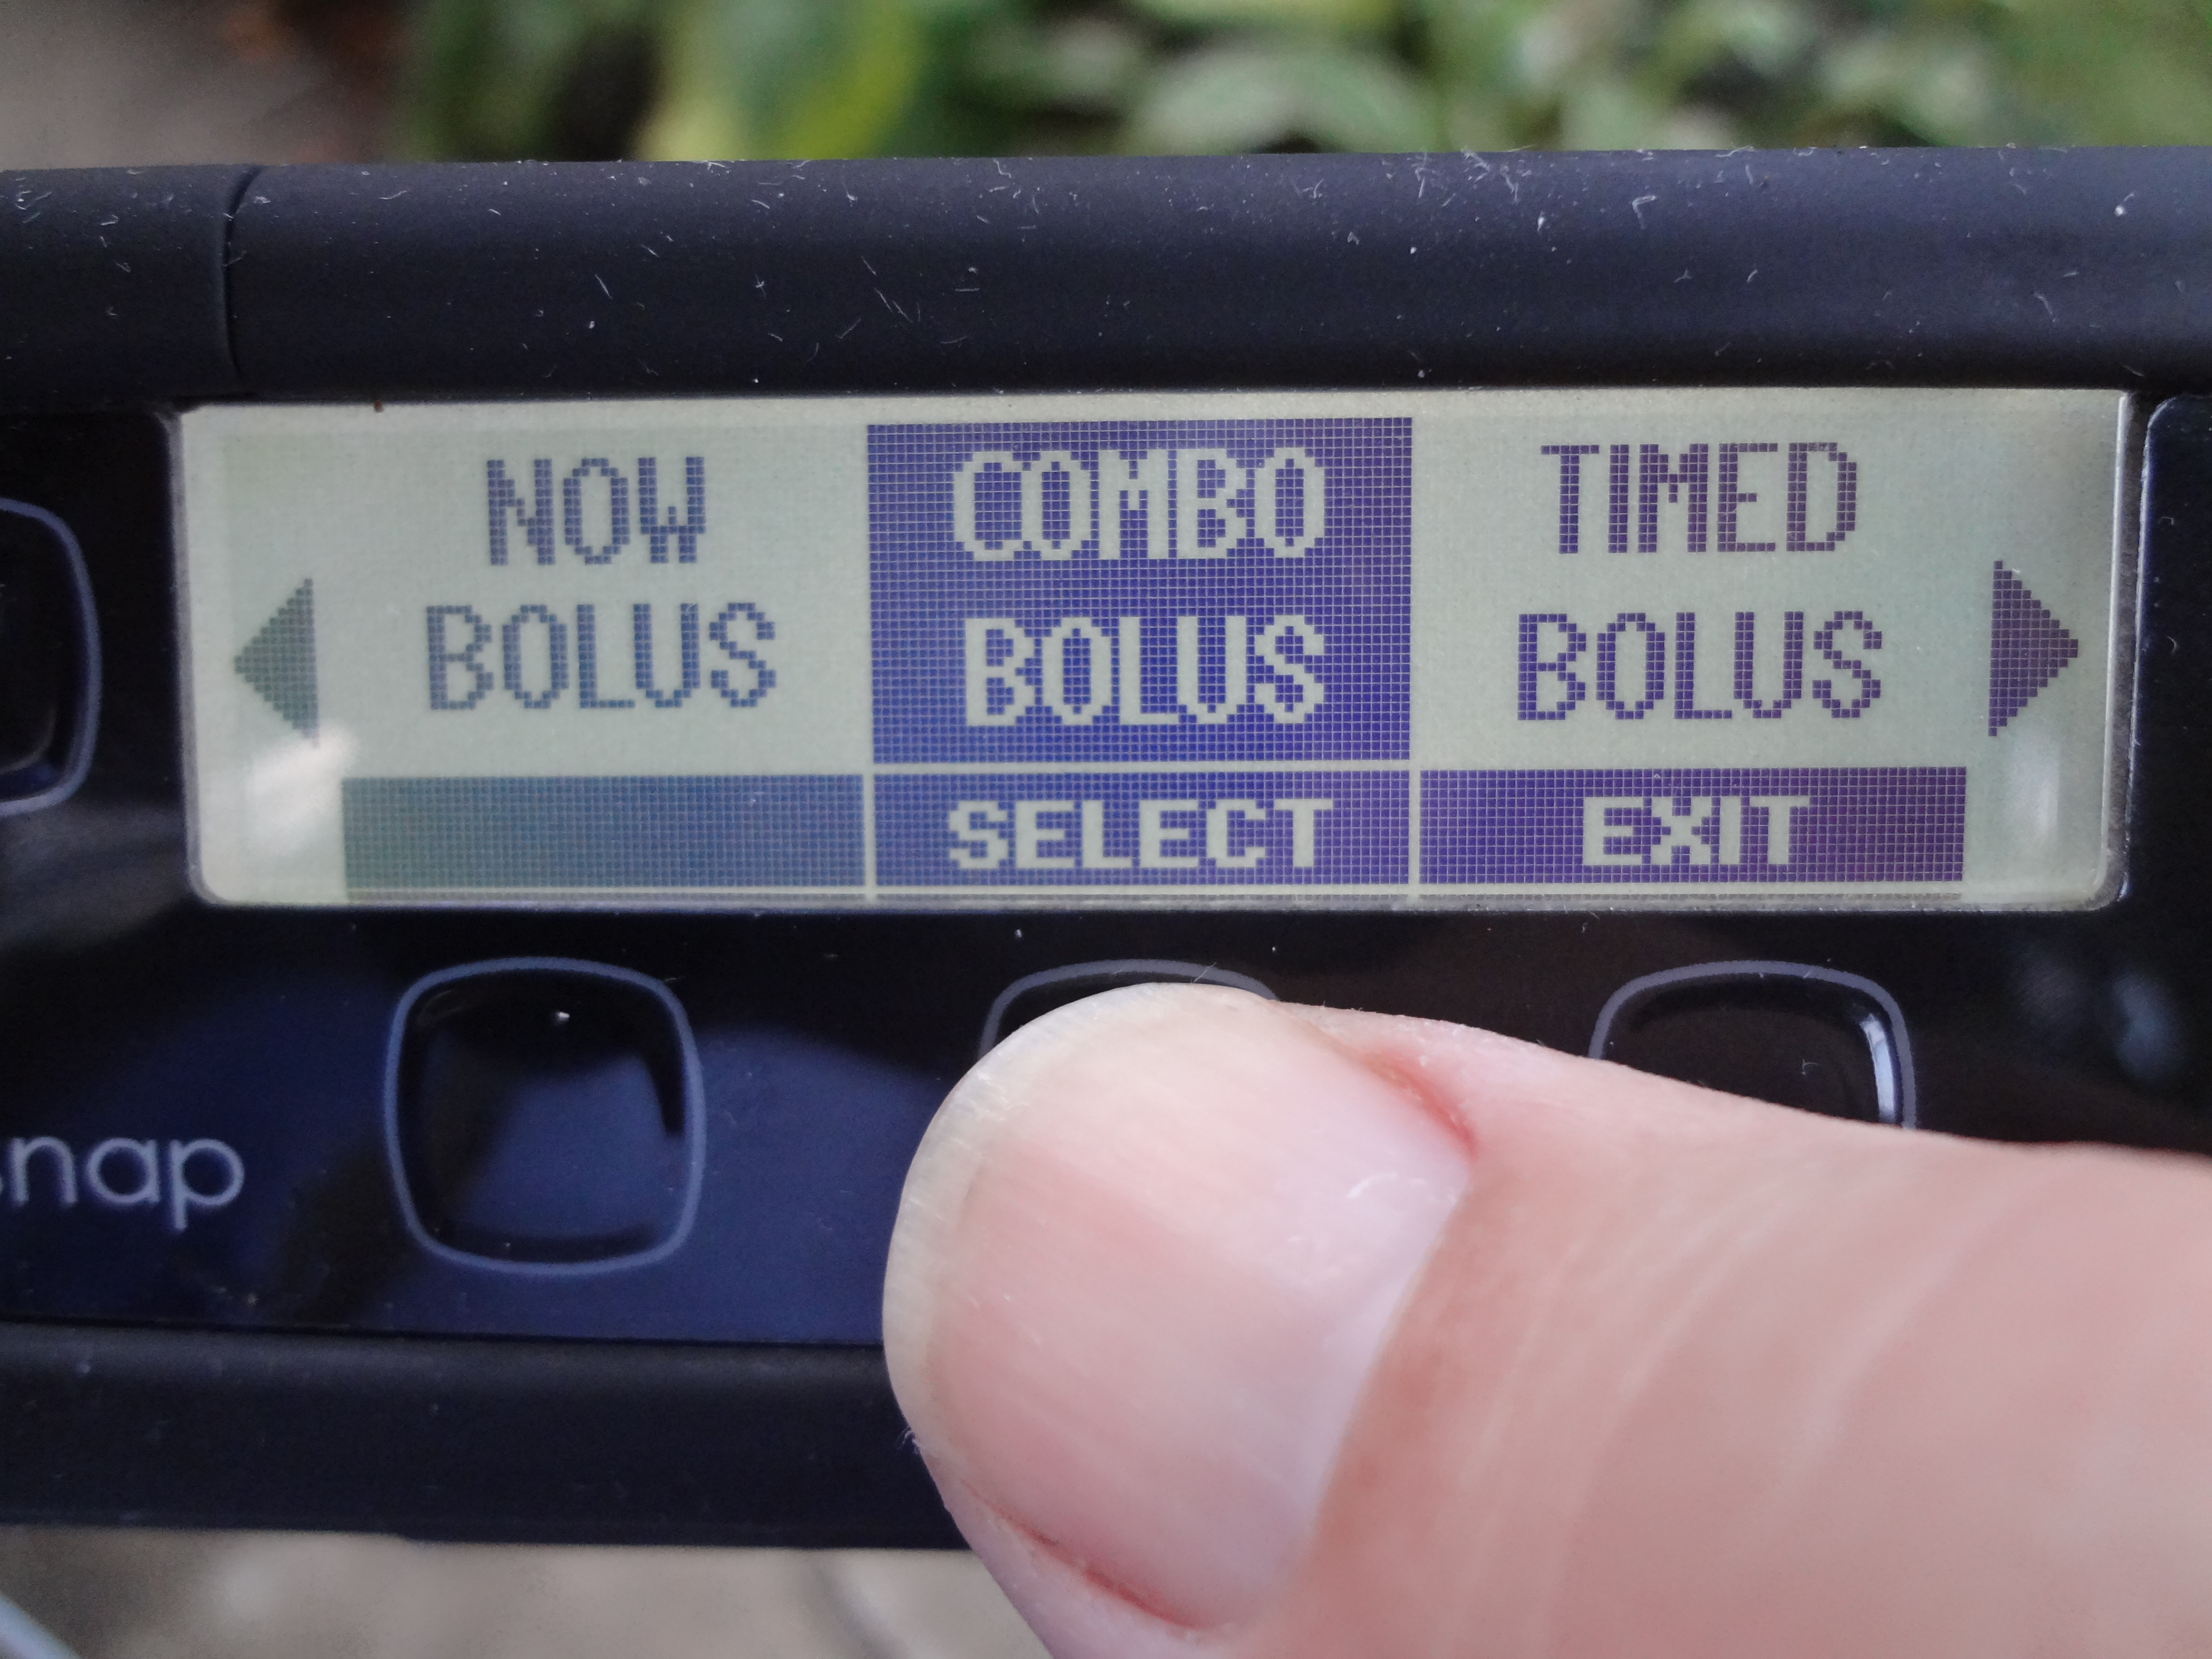 NOW
BOLUS
COMBO
BOLUS
TIMED
BOLUS
SELECT
EXIT
snap